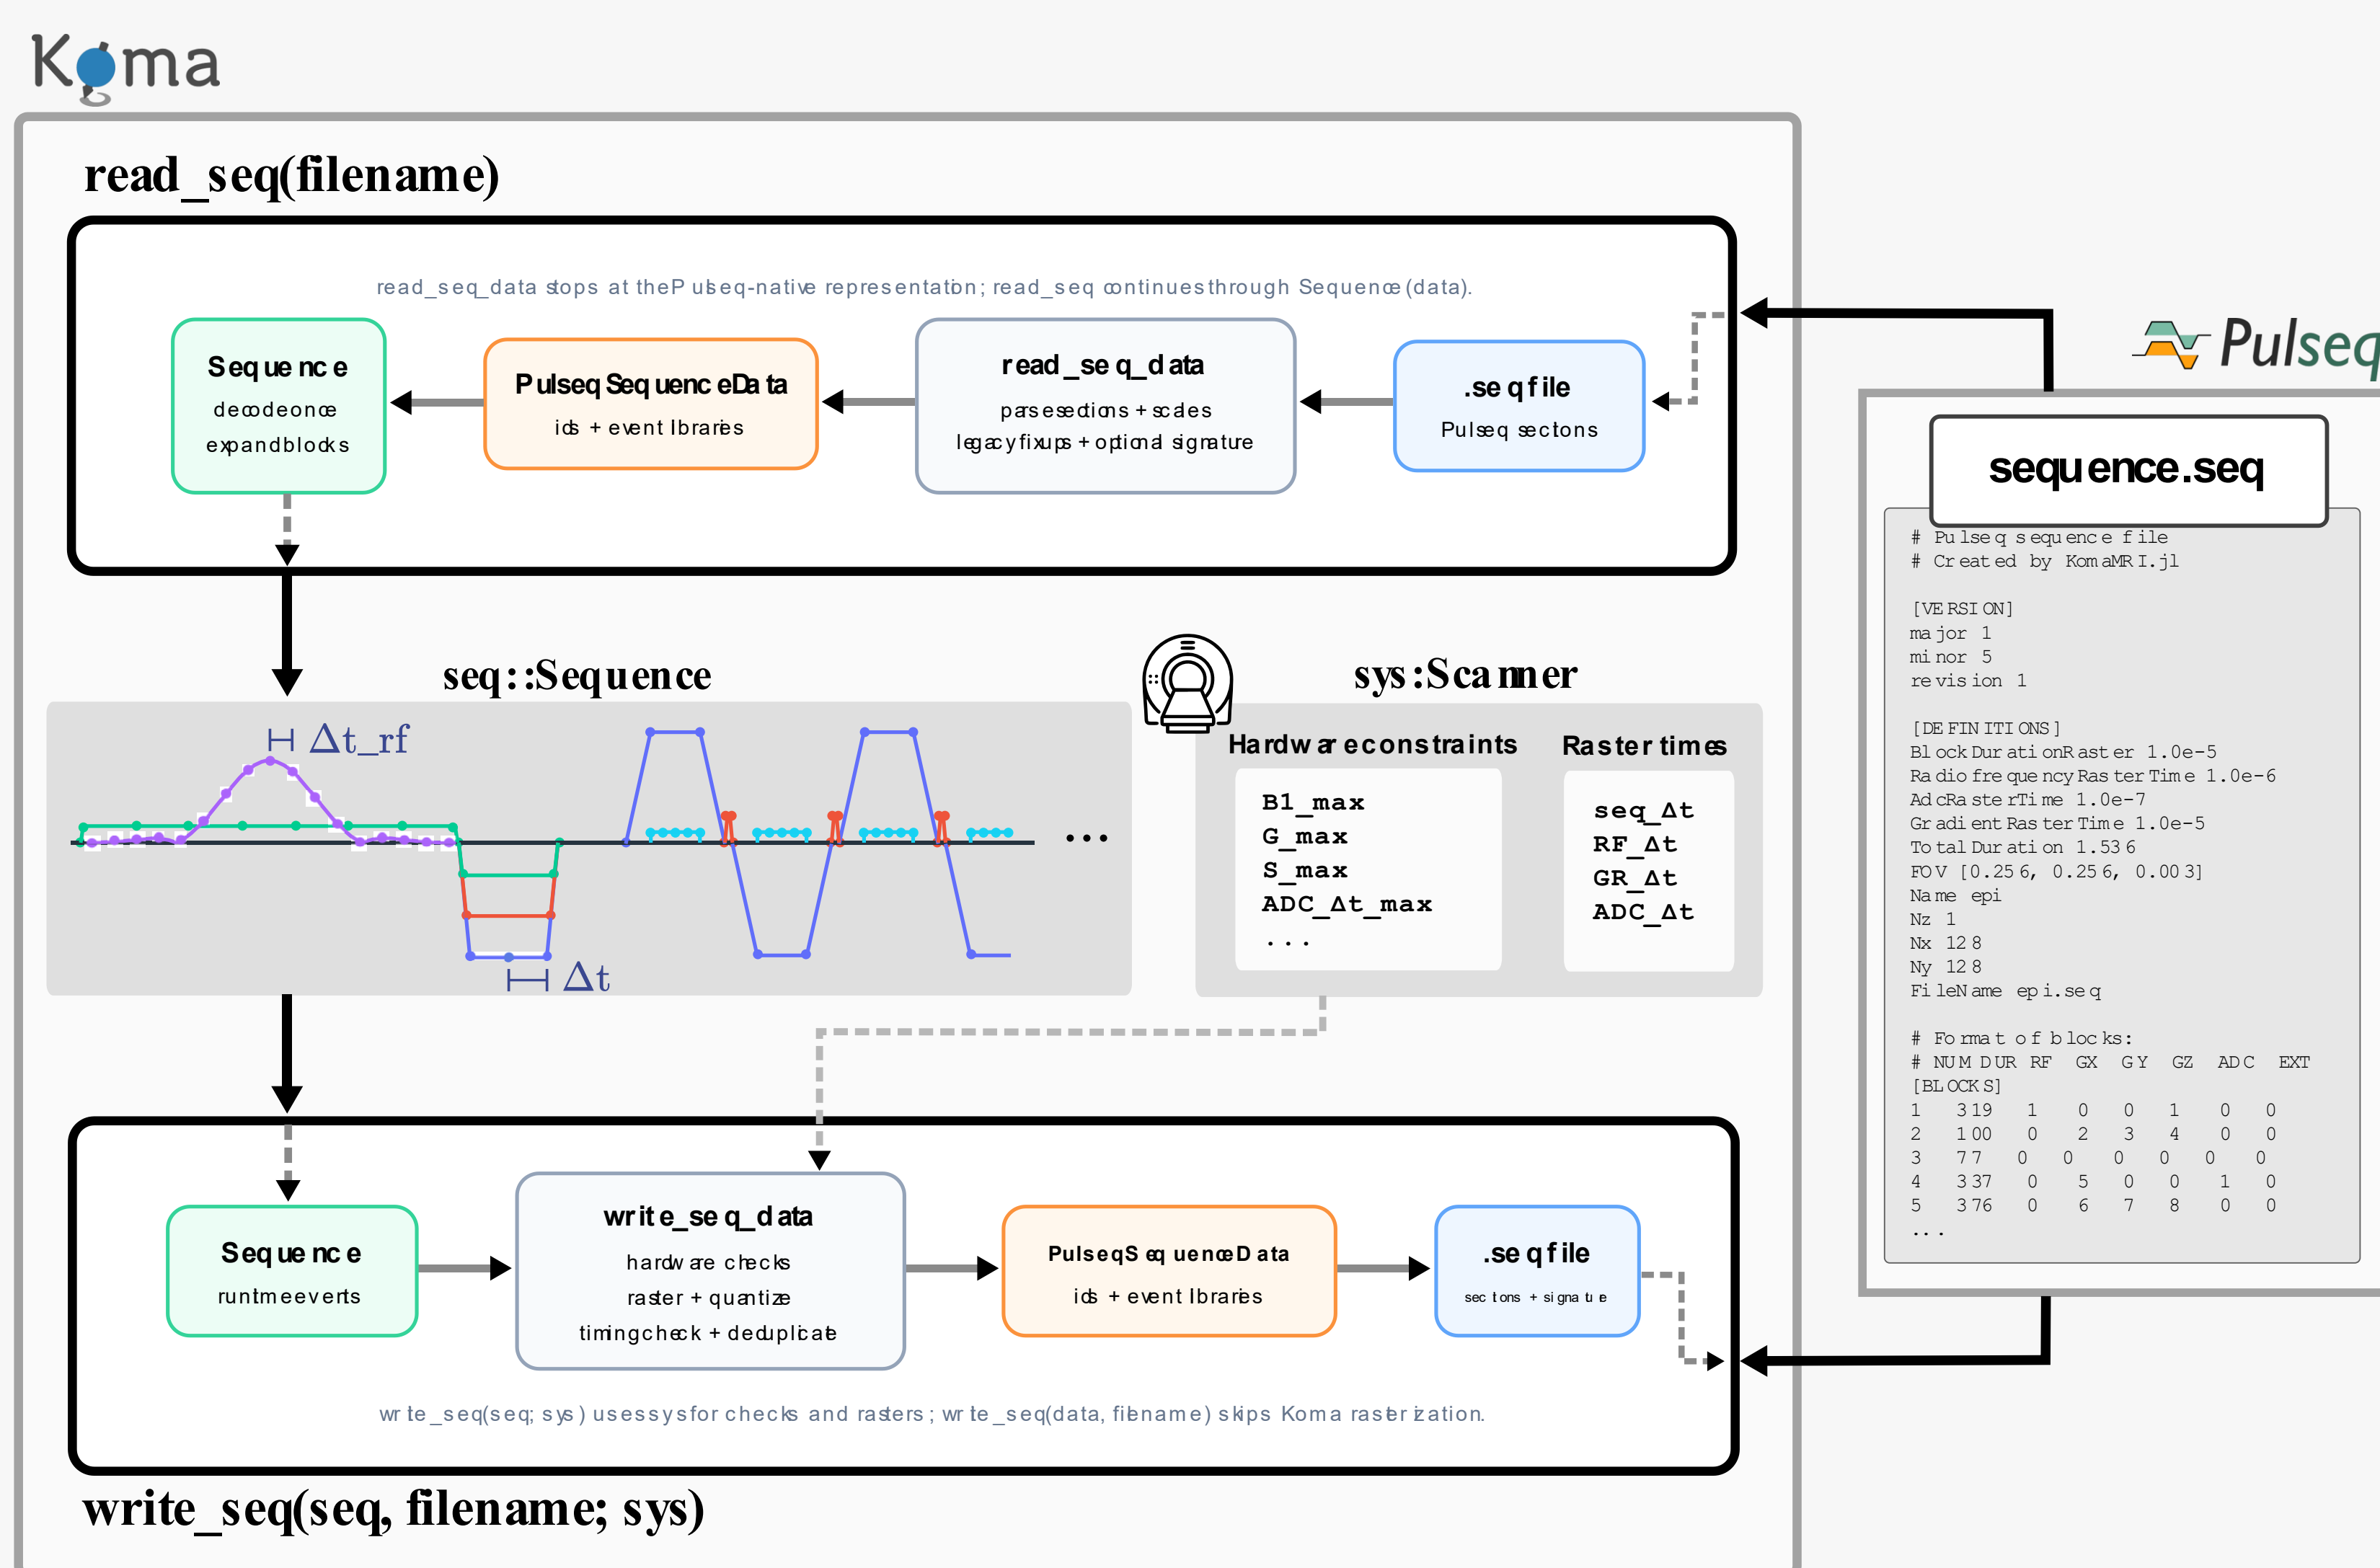 Koma
read_seq(filename)
read_seq_data stops at the Pulseq-native representation; read_seq continues through Sequence(data).
Sequence
decode once
expand blocks
PulseqSequenceData
ids + event libraries
read_seq_data
parse sections + scales
legacy fixups + optional signature
.seq file
Pulseq sections
Pulseq
sequence.seq
# Pulseq sequence file
# Created by KomaMRI.jl
[VERSION]
major 1
minor 5
revision 1
[DEFINITIONS]
BlockDurationRaster 1.0e-5
RadiofrequencyRasterTime 1.0e-6
AdcRasterTime 1.0e-7
GradientRasterTime 1.0e-5
TotalDuration 1.536
FOV [0.256, 0.256, 0.003]
Name epi
Nz 1
Nx 128
Ny 128
FileName epi.seq
# Format of blocks:
# NUM DUR RF GX GY GZ ADC EXT
[BLOCKS]
1 319 1 0 0 1 0 0
2 100 0 2 3 4 0 0
3 77 0 0 0 0 0 0
4 337 0 5 0 0 1 0
5 376 0 6 7 8 0 0
...
seq::Sequence
Δt_rf
Δt
...
sys:Scanner
Hardware constraints
B1_max
G_max
S_max
ADC_Δt_max
...
Raster times
seq_Δt
RF_Δt
GR_Δt
ADC_Δt
Sequence
runtime events
write_seq_data
hardware checks
raster + quantize
timing check + deduplicate
PulseqSequenceData
ids + event libraries
.seq file
sections + signature
write_seq(seq; sys) uses sys for checks and rasters; write_seq(data, filename) skips Koma rasterization.
write_seq(seq, filename; sys)